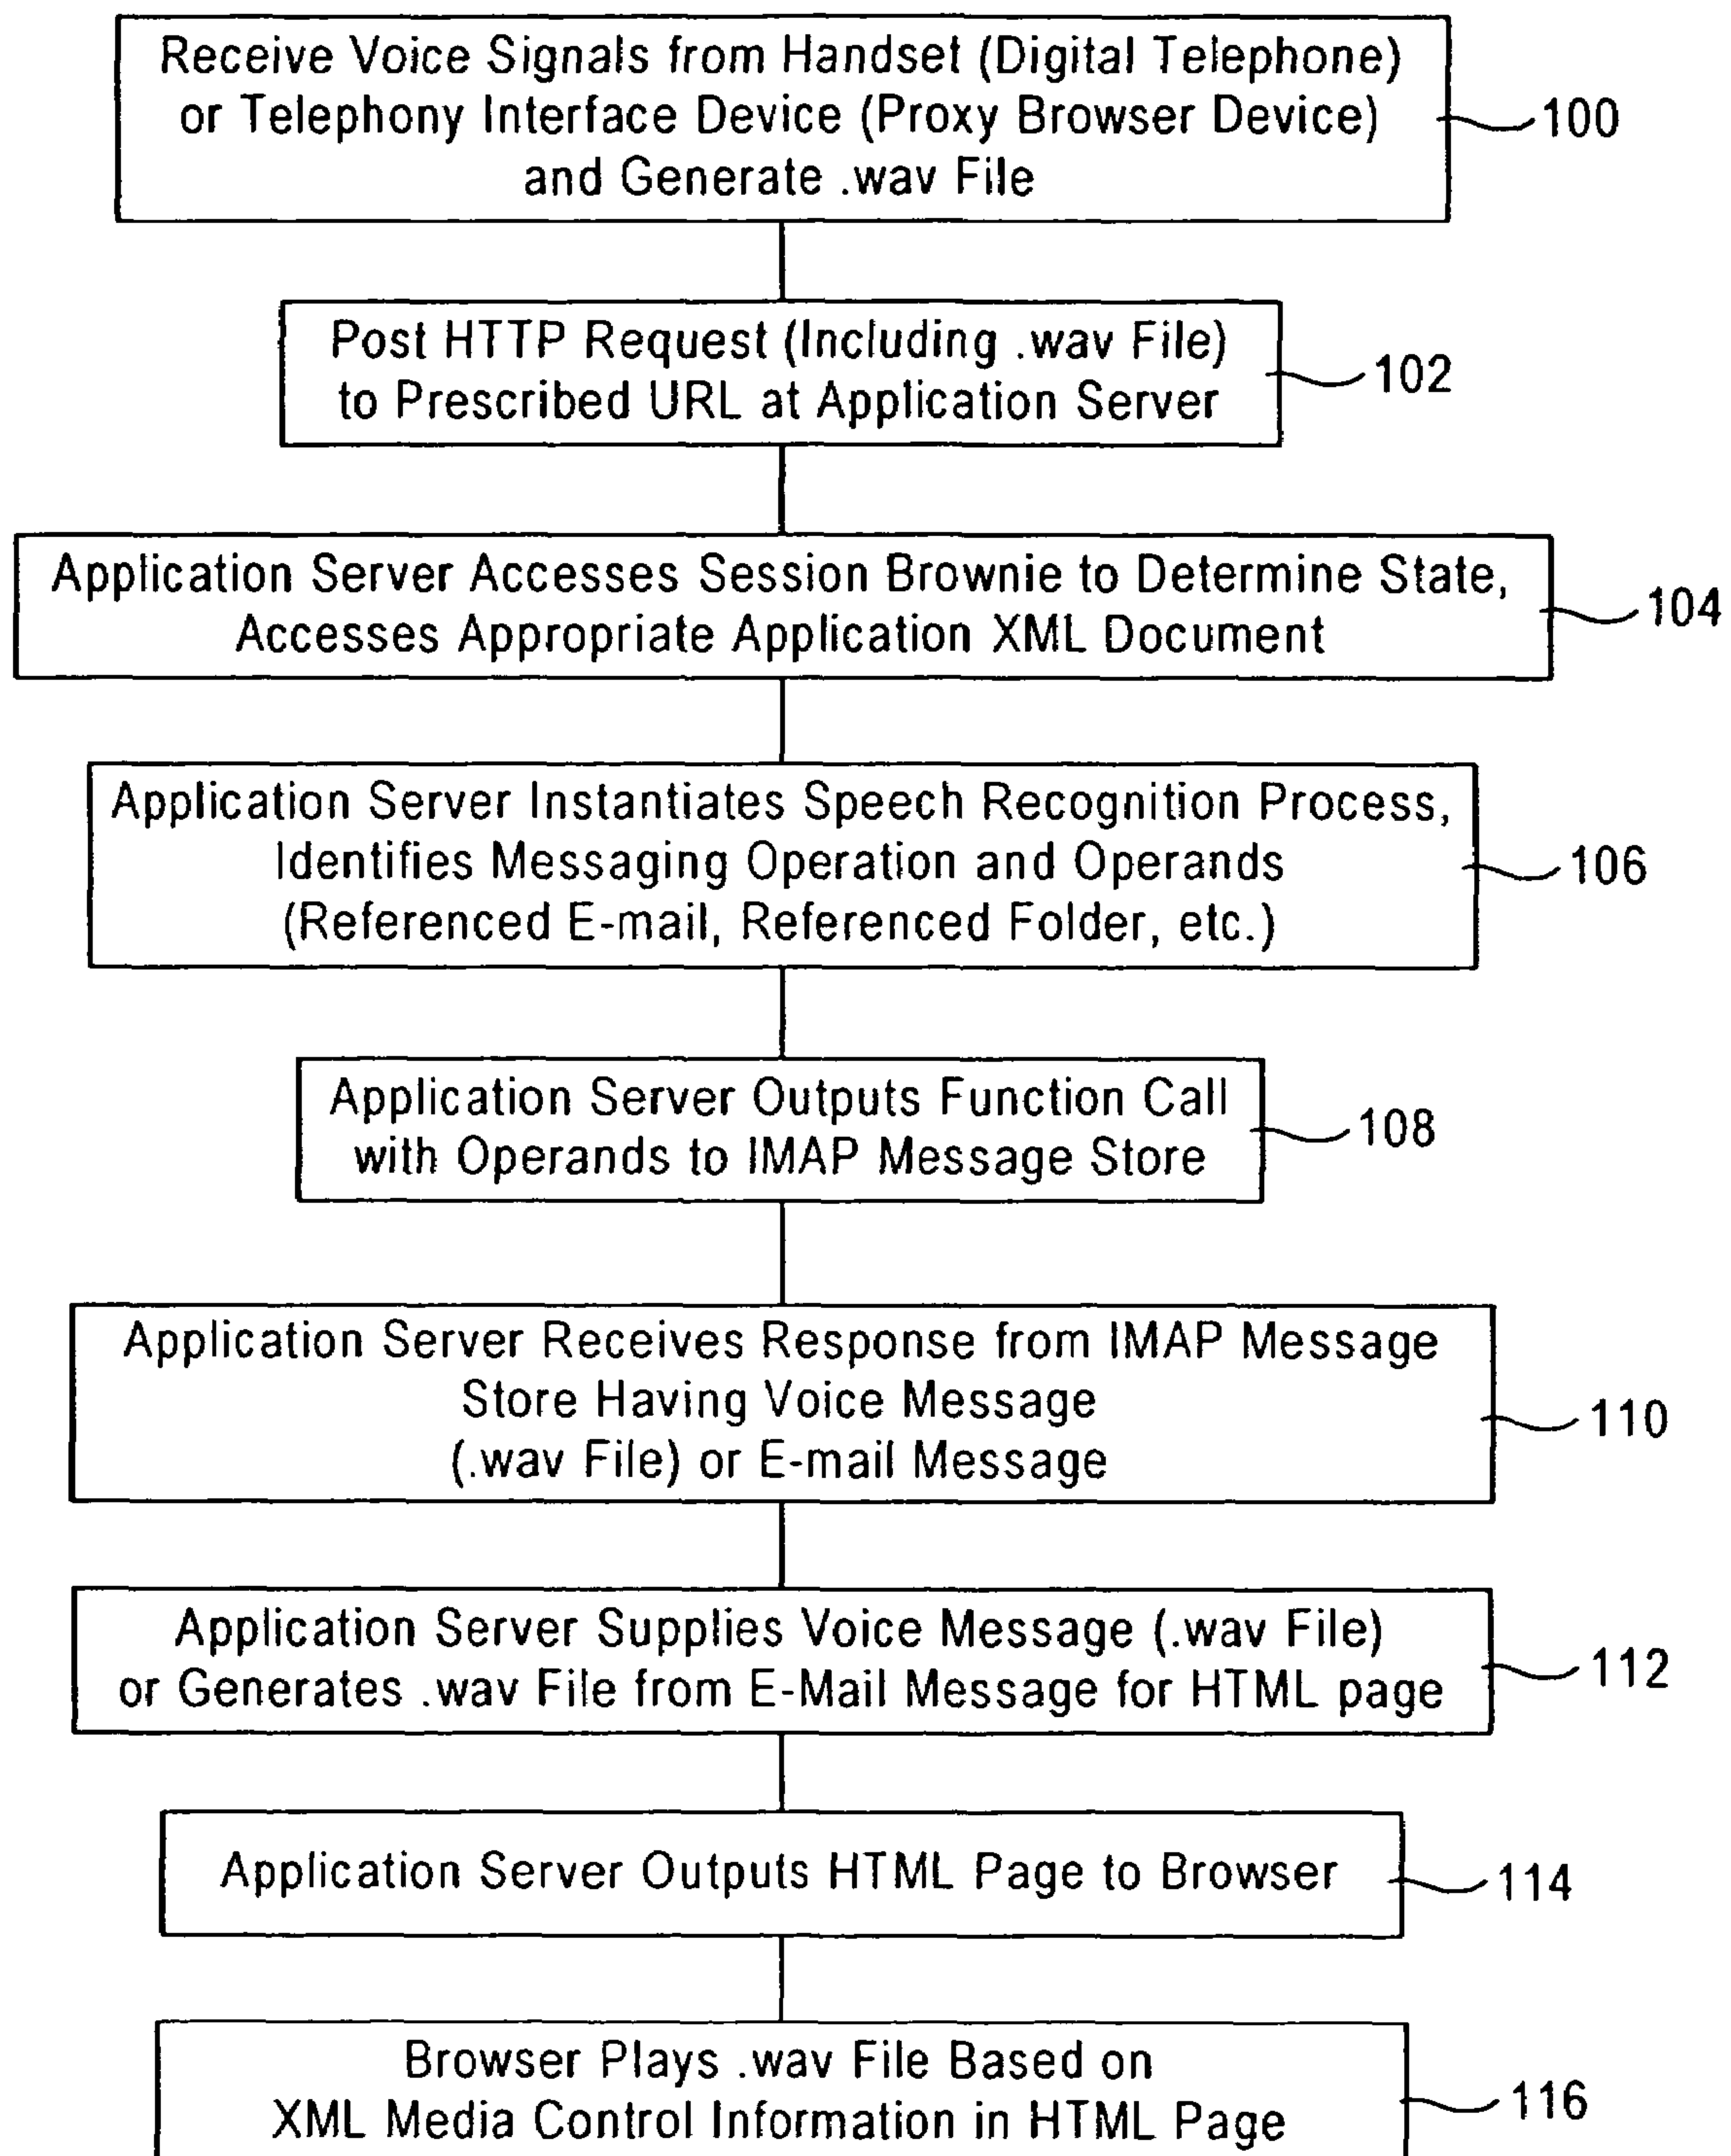 Receive Voice Signals from Handset (Digital Telephone)
or Telephony Interface Device (Proxy Browser Device)
and Generate .wav File
100
Post HTTP Request (Including .wav File)
to Prescribed URL at Application Server
102
Application Server Accesses Session Brownie to Determine State,
Accesses Appropriate Application XML Document
104
Application Server Instantiates Speech Recognition Process,
Identifies Messaging Operation and Operands
(Referenced E-mail, Referenced Folder, etc.)
106
Application Server Outputs Function Call
with Operands to IMAP Message Store
108
Application Server Receives Response from IMAP Message
Store Having Voice Message
(.wav File) or E-mail Message
110
Application Server Supplies Voice Message (.wav File)
or Generates .wav File from E-Mail Message for HTML page
112
Application Server Outputs HTML Page to Browser
114
Browser Plays .wav File Based on
XML Media Control Information in HTML Page
116